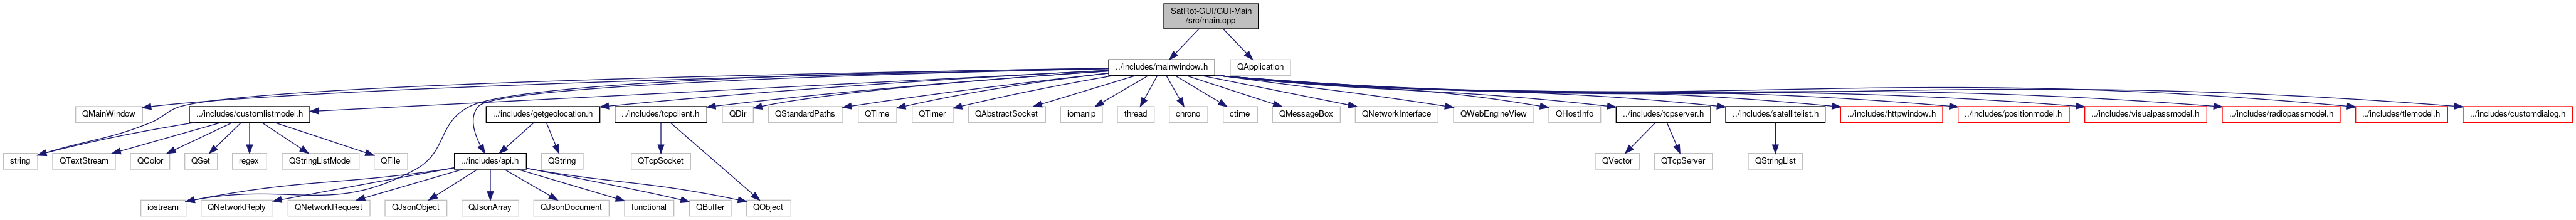 SatRot-GUI/GUI-Main
/src/main.cpp
../includes/mainwindow.h
QApplication
QMainWindow
../includes/customlistmodel.h
../includes/getgeolocation.h
../includes/tcpclient.h
QDir
QStandardPaths
QTime
QTimer
QAbstractSocket
iomanip
thread
chrono
ctime
QMessageBox
QNetworkInterface
QWebEngineView
QHostInfo
../includes/tcpserver.h
../includes/satellitelist.h
../includes/httpwindow.h
../includes/positionmodel.h
../includes/visualpassmodel.h
../includes/radiopassmodel.h
../includes/tlemodel.h
../includes/customdialog.h
string
QTextStream
QColor
QSet
regex
QStringListModel
QFile
../includes/api.h
QString
QTcpSocket
QVector
QTcpServer
QStringList
iostream
QNetworkReply
QNetworkRequest
QJsonObject
QJsonArray
QJsonDocument
functional
QBuffer
QObject